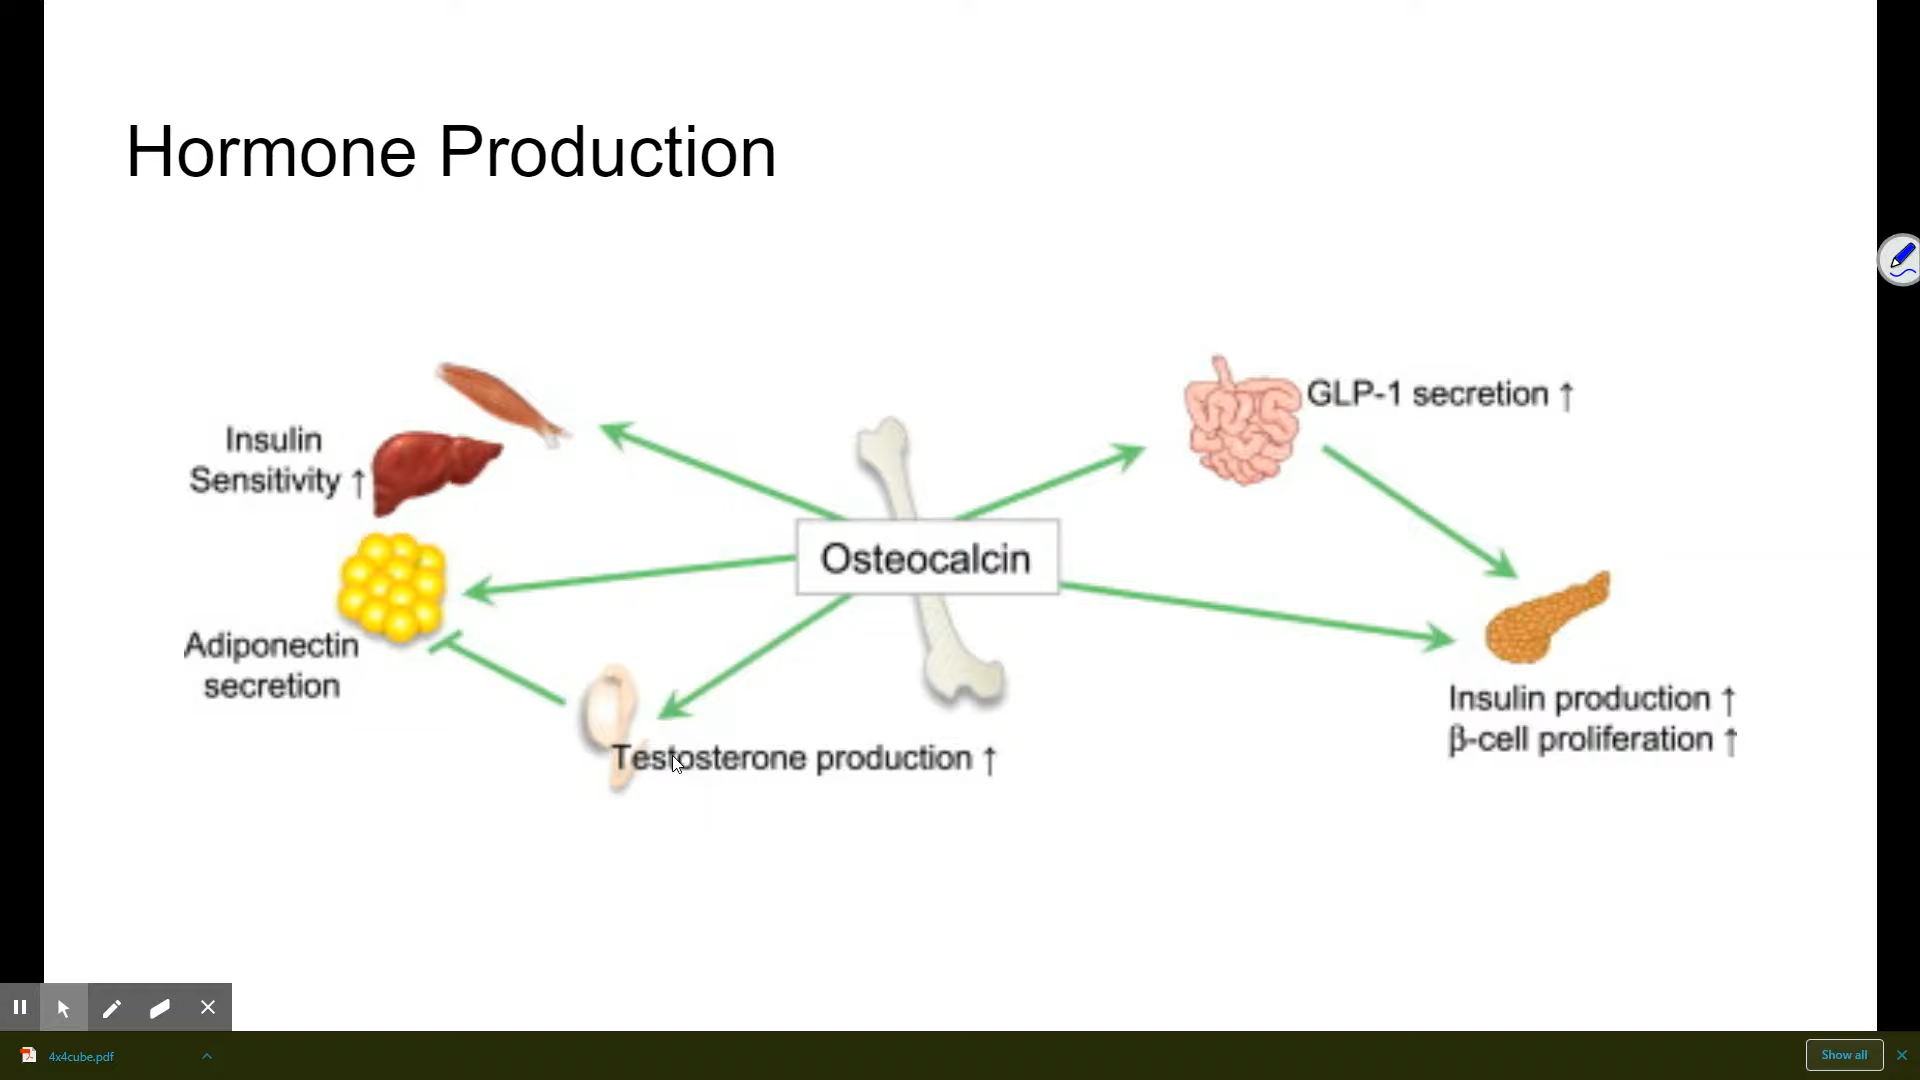 Hormone Production
Insulin
Sensitivity ↑
GLP-1 secretion ↑
Osteocalcin
Adiponectin
secretion
Testosterone production ↑
Insulin production ↑
β-cell proliferation ↑
4x4cube.pdf
Show all